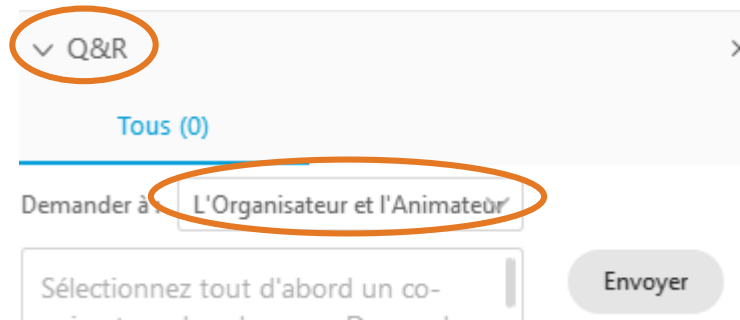 Q&R
Tous (0)
Demander à : L'Organisateur et l'Animateur
Sélectionnez tout d'abord un co-
Envoyer